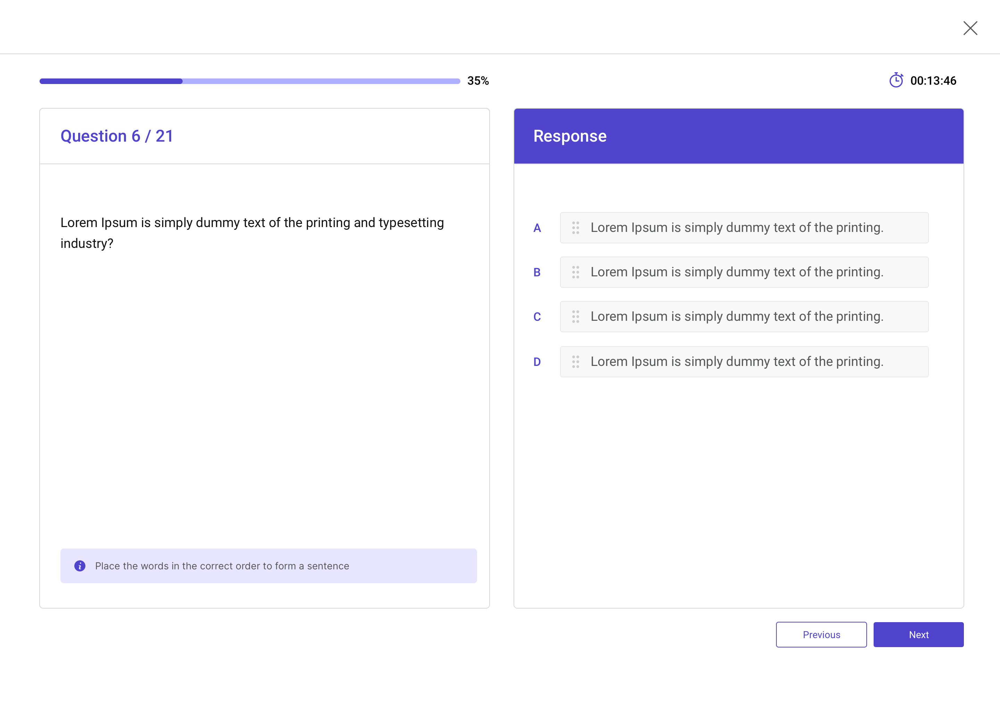 35%
00:13:46
Question 6 / 21
Lorem Ipsum is simply dummy text of the printing and typesetting
industry?
Place the words in the correct order to form a sentence
Response
A Lorem Ipsum is simply dummy text of the printing.
B Lorem Ipsum is simply dummy text of the printing.
C Lorem Ipsum is simply dummy text of the printing.
D Lorem Ipsum is simply dummy text of the printing.
Previous
Next